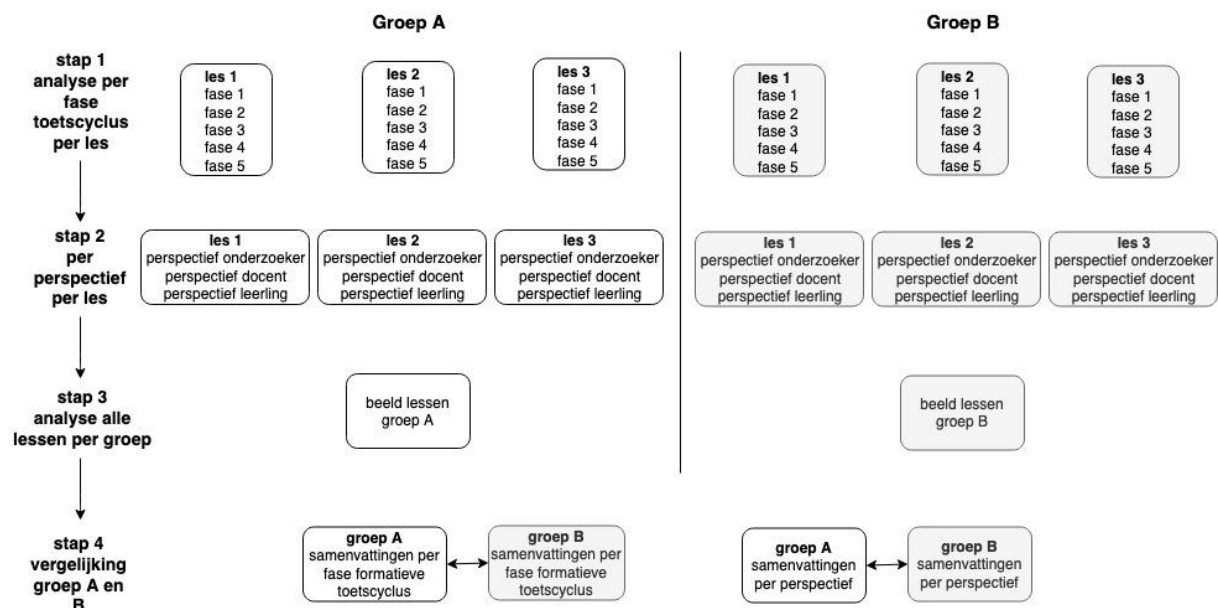 Groep A
Groep B
stap 1
analyse per
fase
toetscyclus
per les
les 1
fase 1
fase 2
fase 3
fase 4
fase 5
les 2
fase 1
fase 2
fase 3
fase 4
fase 5
les 3
fase 1
fase 2
fase 3
fase 4
fase 5
les 1
fase 1
fase 2
fase 3
fase 4
fase 5
les 2
fase 1
fase 2
fase 3
fase 4
fase 5
les 3
fase 1
fase 2
fase 3
fase 4
fase 5
stap 2
per
perspectief
per les
les 1
perspectief onderzoeker
perspectief docent
perspectief leerling
les 2
perspectief onderzoeker
perspectief docent
perspectief leerling
les 3
perspectief onderzoeker
perspectief docent
perspectief leerling
les 1
perspectief onderzoeker
perspectief docent
perspectief leerling
les 2
perspectief onderzoeker
perspectief docent
perspectief leerling
les 3
perspectief onderzoeker
perspectief docent
perspectief leerling
stap 3
analyse alle
lessen per groep
beeld lessen
groep A
beeld lessen
groep B
stap 4
vergelijking
groep A en
B
groep A
samenvattingen per
fase formatieve
toetscyclus
groep B
samenvattingen per
fase formatieve
toetscyclus
groep A
samenvattingen
per perspectief
groep B
samenvattingen
per perspectief